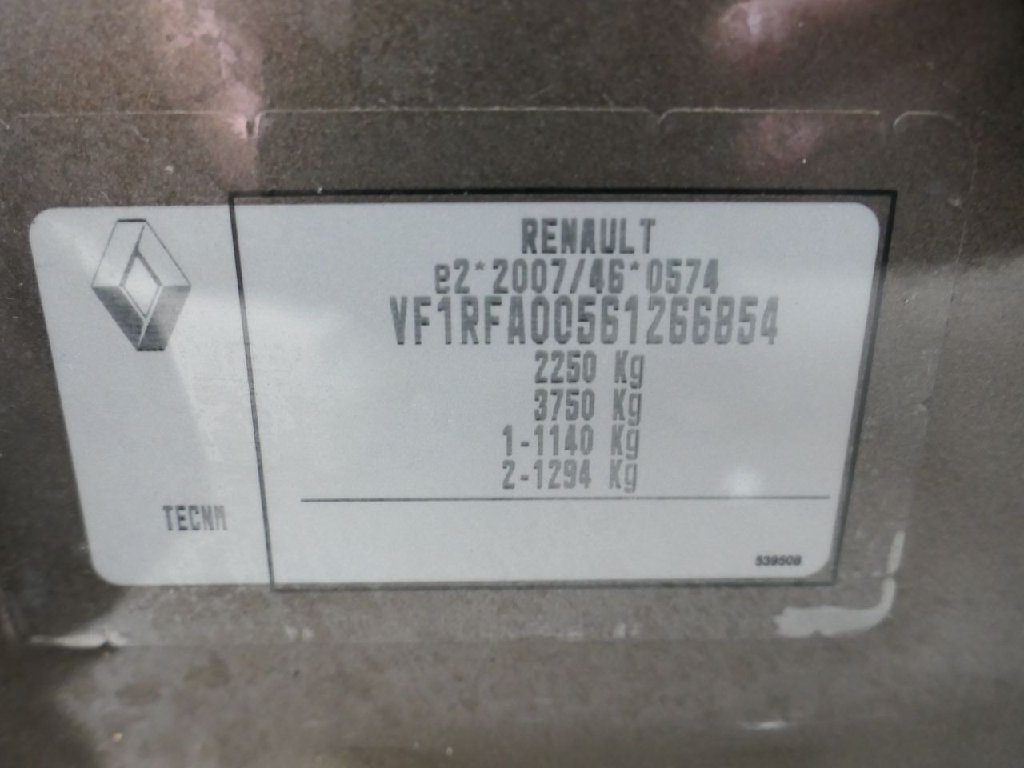 RENAULT
e2*2007/46*0574
VF1RFA00561266854
2250 Kg
3750 Kg
1-1140 Kg
2-1294 Kg
TECNM
539509